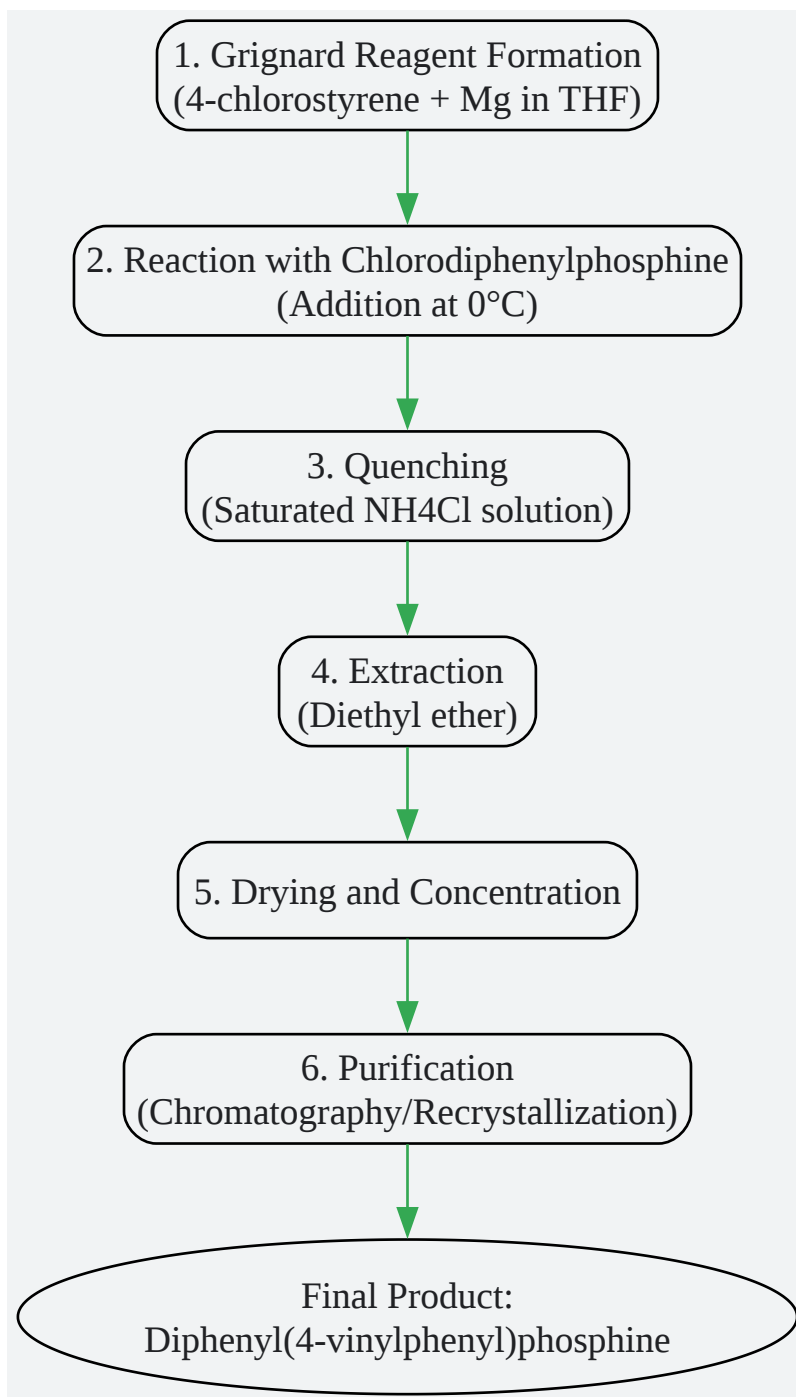 1. Grignard Reagent Formation
(4-chlorostyrene + Mg in THF)
2. Reaction with Chlorodiphenylphosphine
(Addition at 0°C)
3. Quenching
(Saturated NH4Cl solution)
4. Extraction
(Diethyl ether)
5. Drying and Concentration
6. Purification
(Chromatography/Recrystallization)
Final Product:
Diphenyl(4-vinylphenyl)phosphine